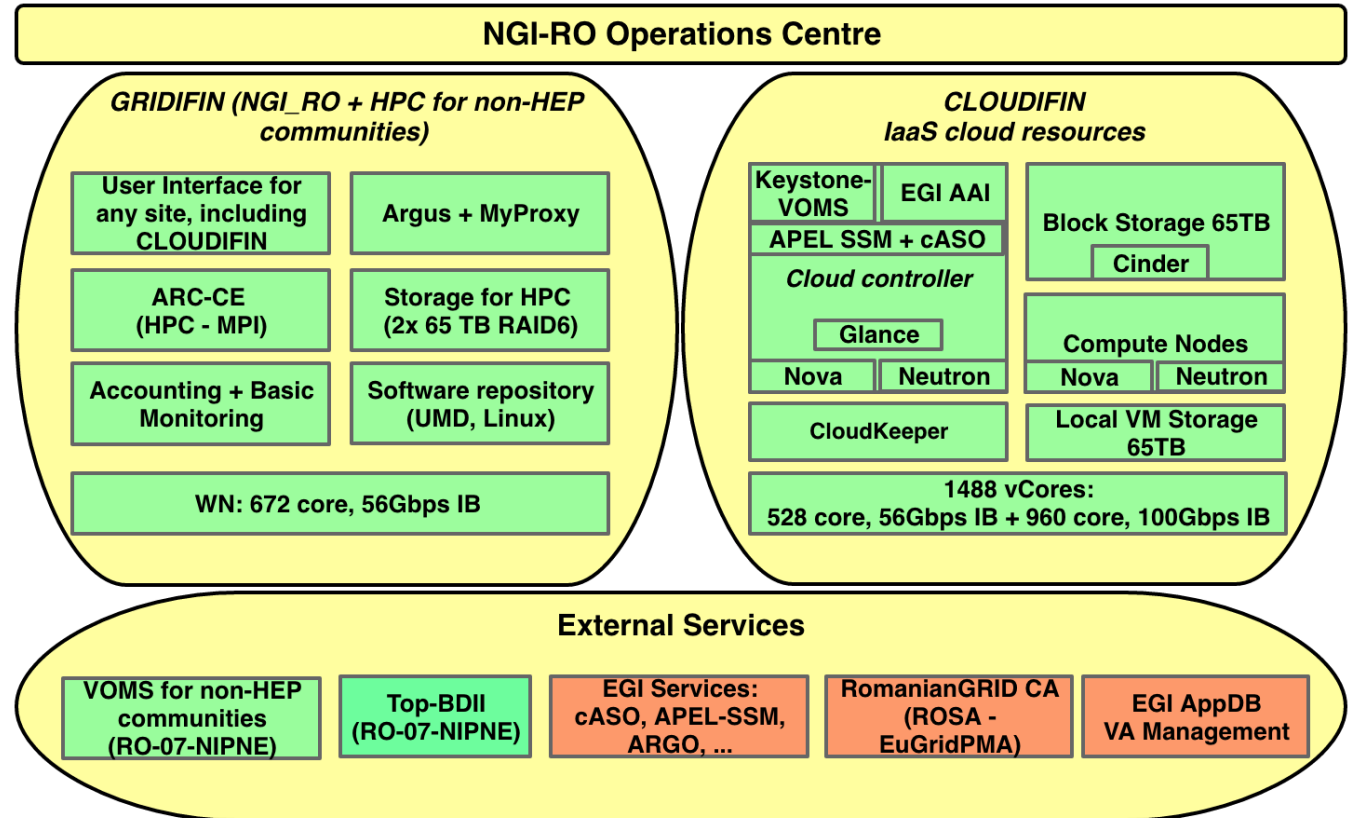 NGI-RO Operations Centre
GRIDIFIN (NGI_RO + HPC for non-HEP
communities)
User Interface for
any site, including
CLOUDIFIN
Argus + MyProxy
ARC-CE
(HPC - MPI)
Storage for HPC
(2x 65 TB RAID6)
Accounting + Basic
Monitoring
Software repository
(UMD, Linux)
WN: 672 core, 56Gbps IB
CLOUDIFIN
IaaS cloud resources
Keystone-
VOMS
EGI AAI
APEL SSM + cASO
Cloud controller
Glance
Nova
Neutron
Block Storage 65TB
Cinder
Compute Nodes
Nova
Neutron
CloudKeeper
Local VM Storage
65TB
1488 vCores:
528 core, 56Gbps IB + 960 core, 100Gbps IB
External Services
VOMS for non-HEP
communities
(RO-07-NIPNE)
Top-BDII
(RO-07-NIPNE)
EGI Services:
cASO, APEL-SSM,
ARGO, ...
RomanianGRID CA
(ROSA -
EuGridPMA)
EGI AppDB
VA Management